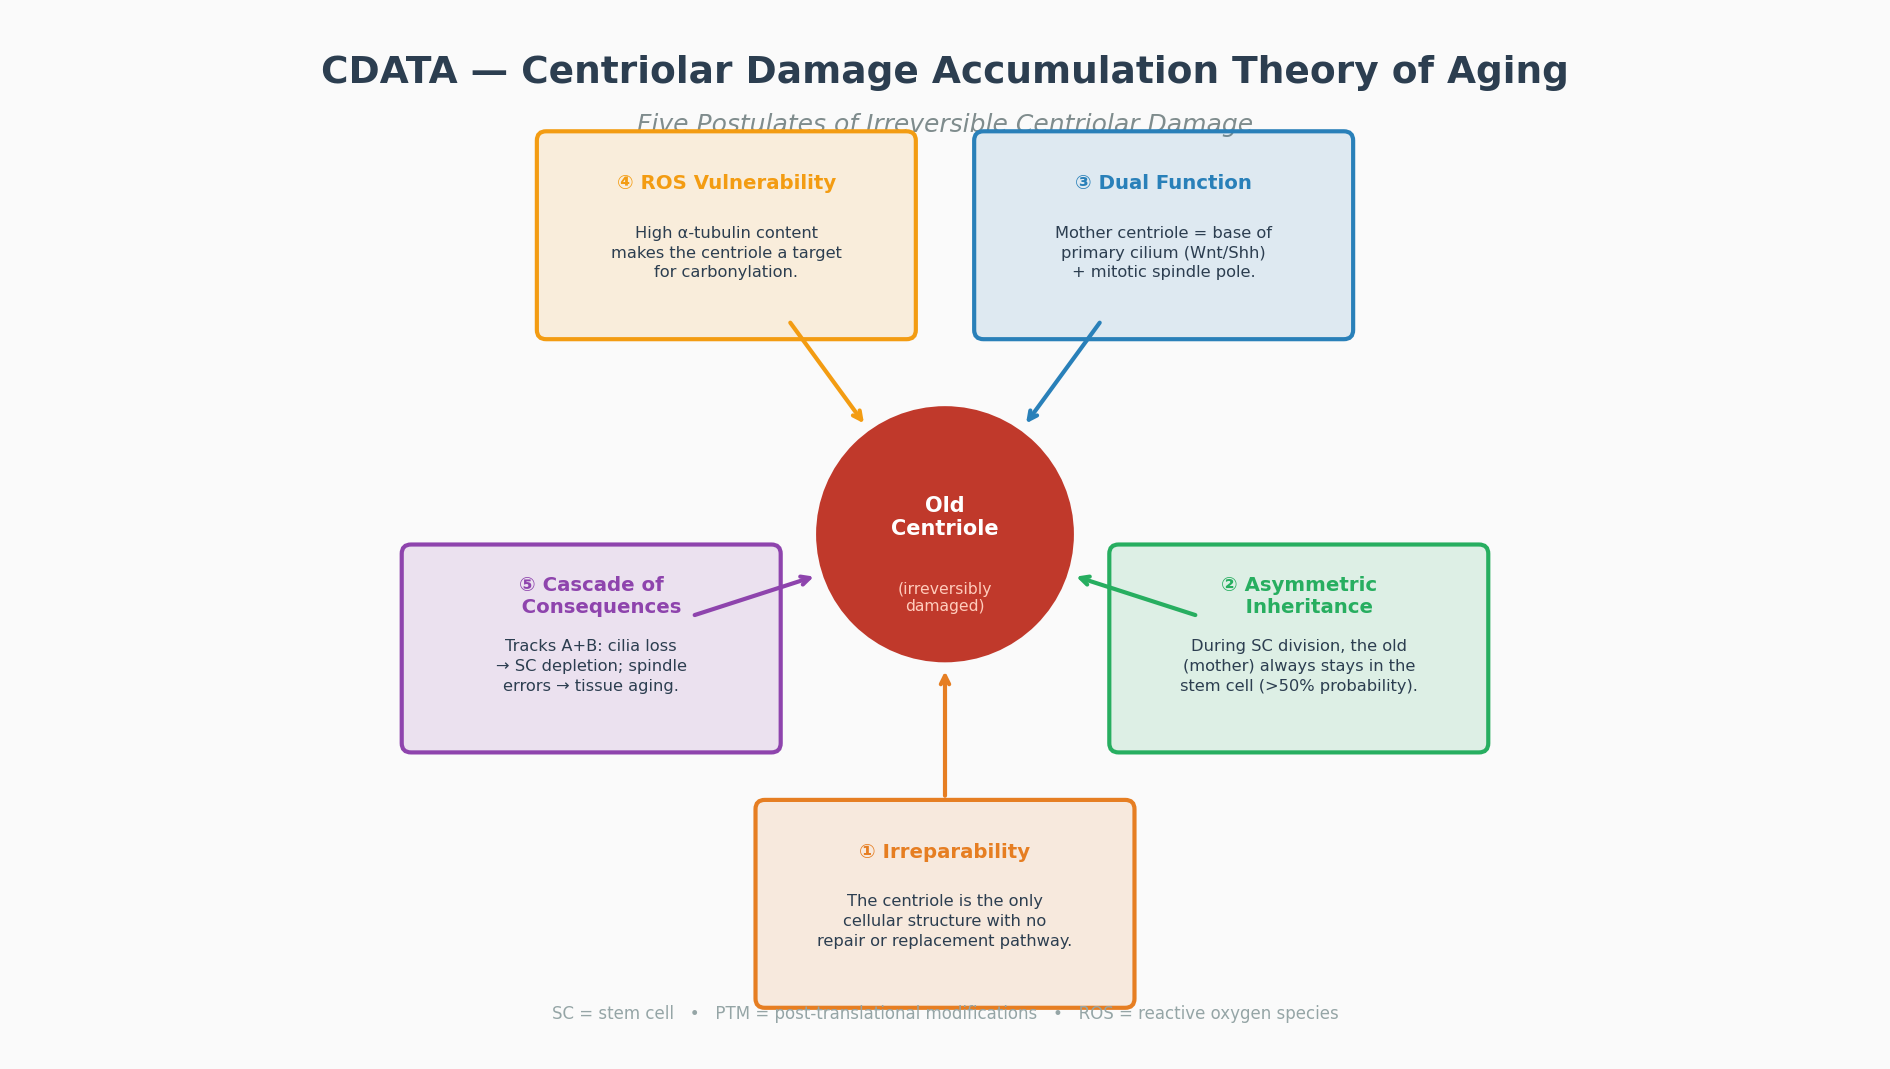 CDATA — Centriolar Damage Accumulation Theory of Aging
Five Postulates of Irreversible Centriolar Damage
④ ROS Vulnerability
High α-tubulin content
makes the centriole a target
for carbonylation.
③ Dual Function
Mother centriole = base of
primary cilium (Wnt/Shh)
+ mitotic spindle pole.
Old
Centriole
(irreversibly
damaged)
⑤ Cascade of
Consequences
Tracks A+B: cilia loss
→ SC depletion; spindle
errors → tissue aging.
② Asymmetric
Inheritance
During SC division, the old
(mother) always stays in the
stem cell (>50% probability).
① Irreparability
The centriole is the only
cellular structure with no
repair or replacement pathway.
SC = stem cell • PTM = post-translational modifications • ROS = reactive oxygen species